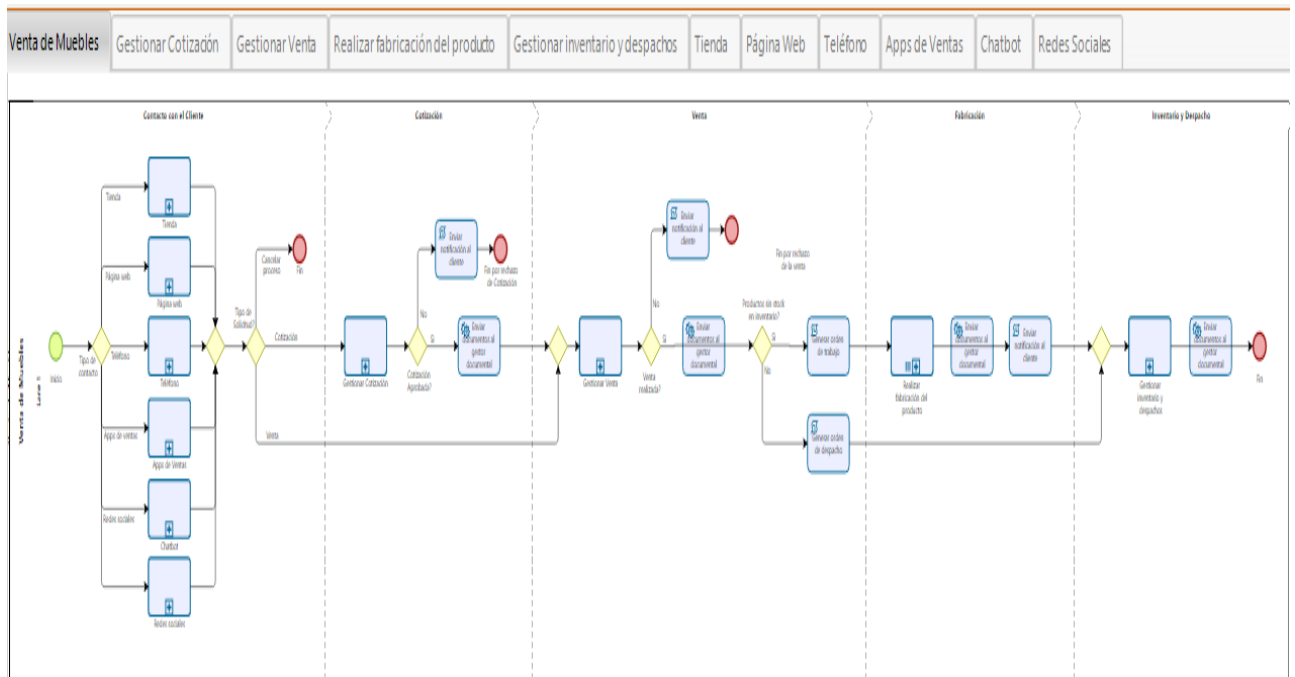 Venta de Muebles
Gestionar Cotización
Gestionar Venta
Realizar fabricación del producto
Gestionar inventario y despachos
Tienda
Página Web
Teléfono
Apps de Ventas
Chatbot
Redes Sociales
Contacto con el Cliente
Cotización
Venta
Fabricación
Inventario y Despacho
Venta de Muebles
Lane 1
Inicio
Tipo de
contacto
Tienda
Tienda
Página web
Página web
Teléfono
Teléfono
Apps de ventas
Apps de Ventas
Redes sociales
Chatbot
Redes sociales
Cancelar
proceso
Fin
Tipo de
Solicitud?
Cotización
Venta
Gestionar Cotización
Cotización
Aprobada?
No
Si
Enviar
notificación al
cliente
Fin por rechazo
de Cotización
Enviar
documentos al
gestor
documental
Gestionar Venta
Venta
realizada?
No
Si
Enviar
notificación al
cliente
Fin por rechazo
de la venta
Enviar
documentos al
gestor
documental
Productos sin stock
en inventario?
Si
No
Generar orden
de trabajo
Generar orden
de despacho
Realizar
fabricación del
producto
Enviar
documentos al
gestor
documental
Enviar
notificación al
cliente
Gestionar
inventario y
despachos
Enviar
documentos al
gestor
documental
Fin